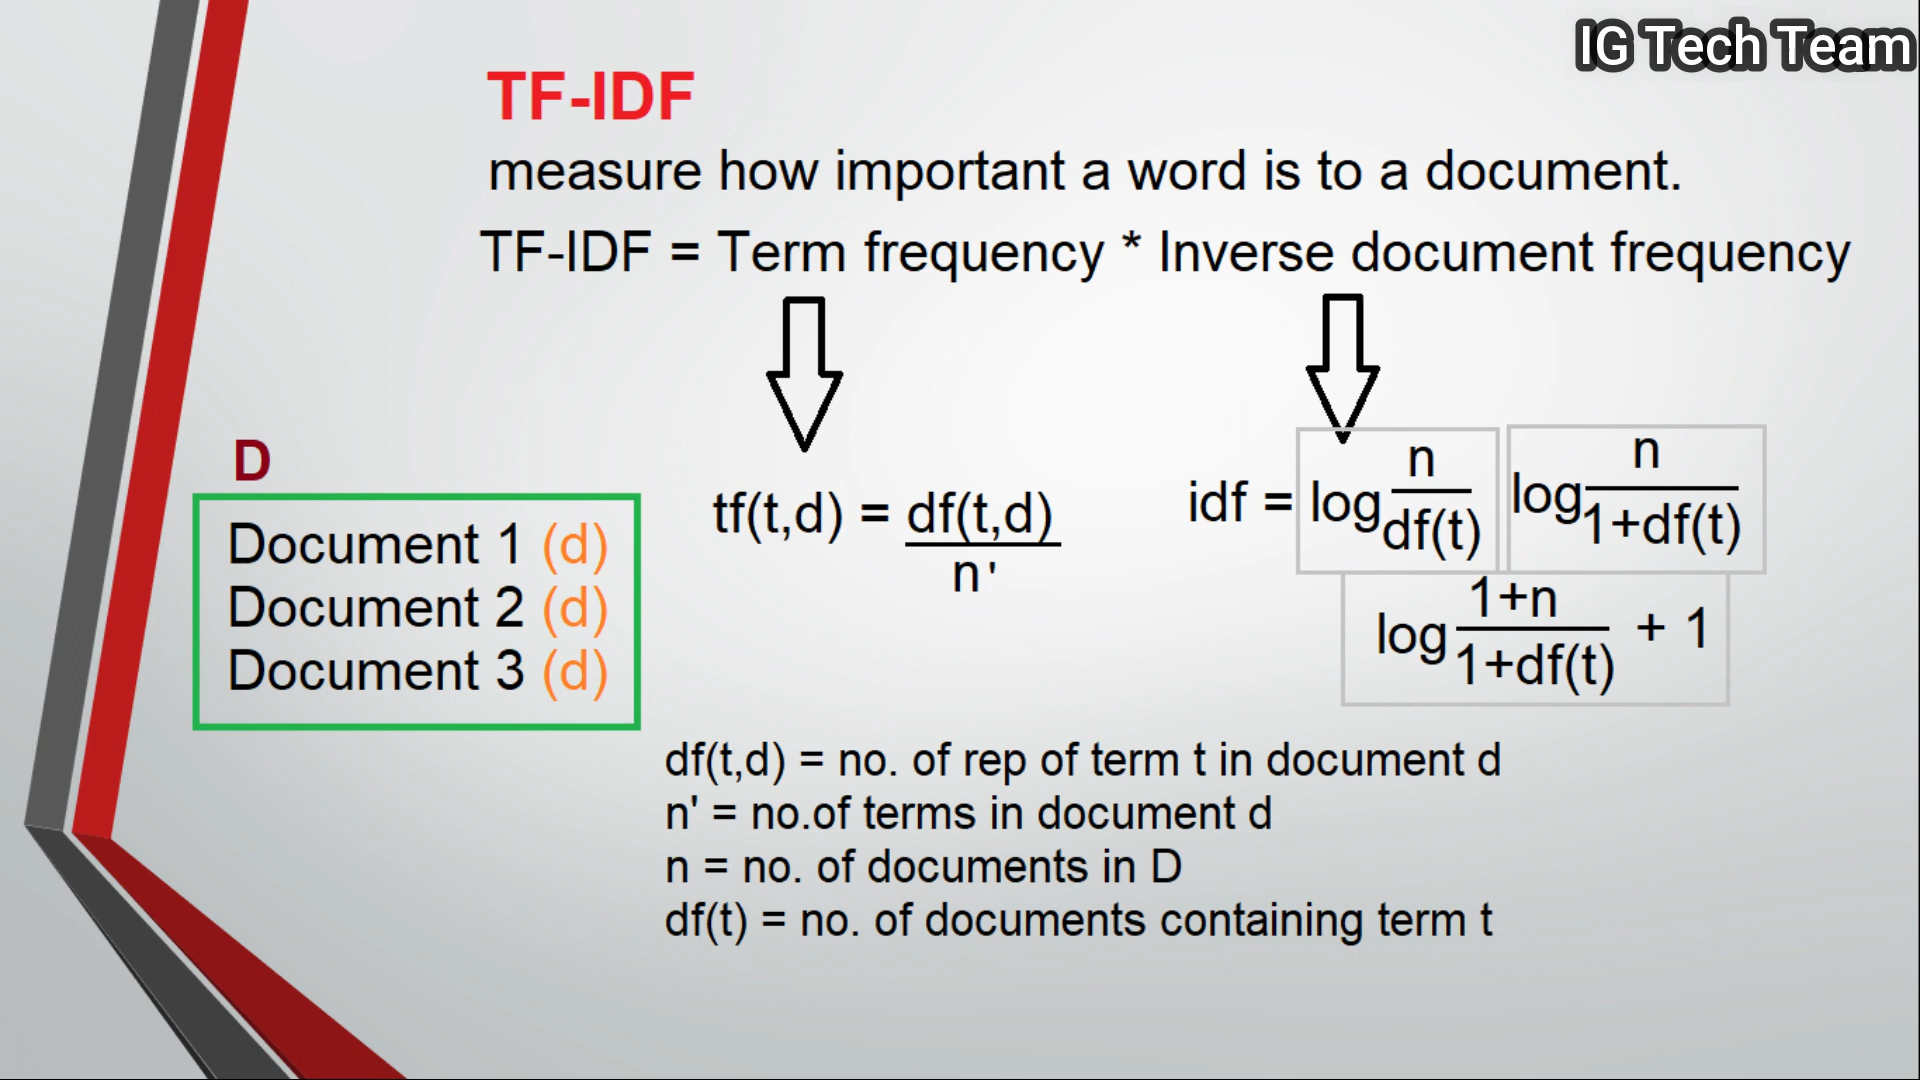 IG Tech Team
TF-IDF
measure how important a word is to a document.
TF-IDF = Term frequency * Inverse document frequency
D
Document 1 (d)
Document 2 (d)
Document 3 (d)
tf(t,d) = df(t,d)
n'
idf = log n
df(t)
log n
1+df(t)
log 1+n
1+df(t) + 1
df(t,d) = no. of rep of term t in document d
n' = no.of terms in document d
n = no. of documents in D
df(t) = no. of documents containing term t